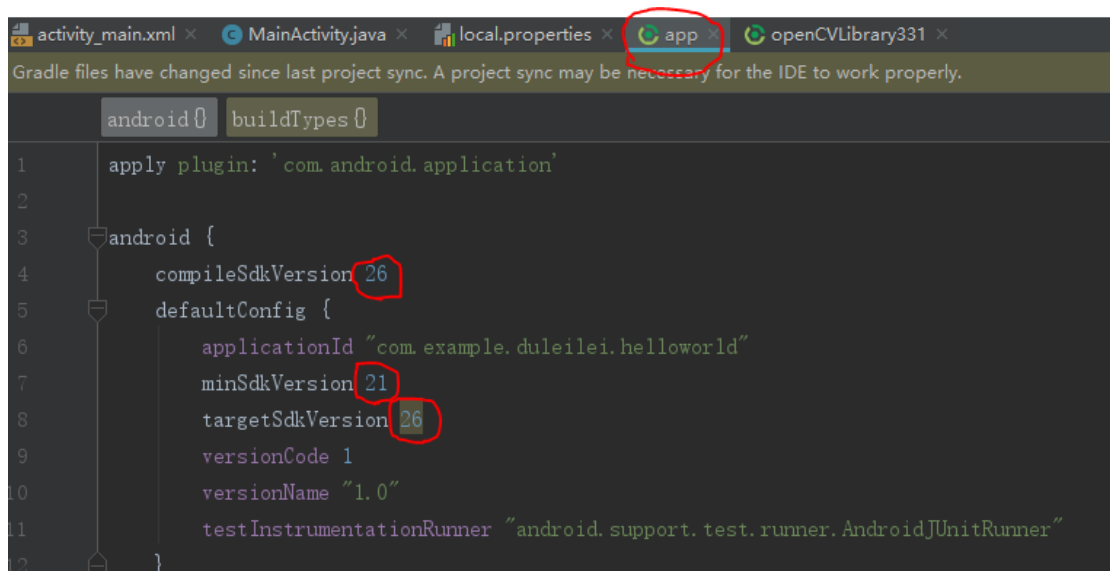 activity_main.xml × MainActivity.java × local.properties × app × openCVLibrary331 ×
Gradle files have changed since last project sync. A project sync may be necessary for the IDE to work properly.
android{} buildTypes{}
1 apply plugin: 'com.android.application'
2
3 android {
4 compileSdkVersion 26
5 defaultConfig {
6 applicationId "com.example.duleilei.helloworld"
7 minSdkVersion 21
8 targetSdkVersion 26
9 versionCode 1
10 versionName "1.0"
11 testInstrumentationRunner "android.support.test.runner.AndroidJUnitRunner"
12 }